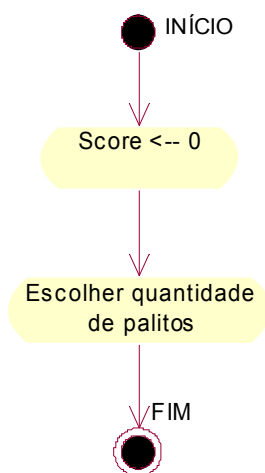 INÍCIO
Score <-- 0
Escolher quantidade
de palitos
FIM